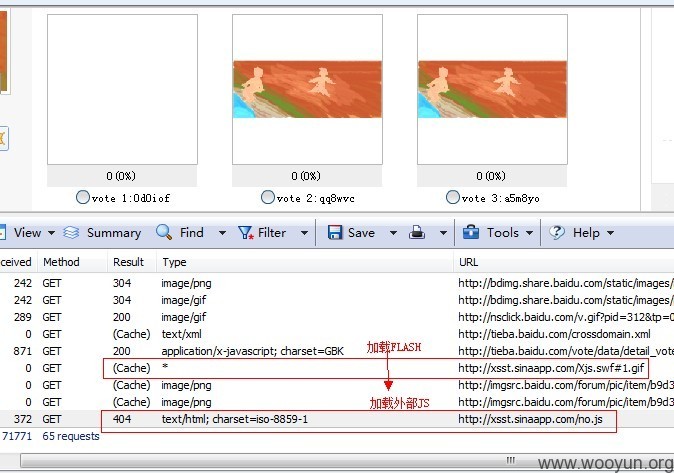 0(0%) 0(0%) 0(0%)
vote 1:0d0iof vote 2:qq8wvc vote 3:a5m8yo
View Summary Find Filter Save Tools Help
ceived Method Result Type URL
242 GET 304 image/png http://bdimg.share.baidu.com/static/images/
242 GET 304 image/gif http://bdimg.share.baidu.com/static/images/
289 GET 200 image/gif http://nsclick.baidu.com/v.gif?pid=312&tp=0
0 GET (Cache) text/xml http://tieba.baidu.com/crossdomain.xml
加载FLASH
871 GET 200 application/x-javascript; charset=GBK http://tieba.baidu.com/vote/data/detail_vote
0 GET (Cache) * http://xsst.sinaapp.com/Xjs.swf#1.gif
0 GET (Cache) image/png http://imgsrc.baidu.com/forum/pic/item/b9d3
加载外部JS
0 GET (Cache) image/png http://imgsrc.baidu.com/forum/pic/item/b9d3
372 GET 404 text/html; charset=iso-8859-1 http://xsst.sinaapp.com/no.js
71771 65 requests
www.wooyun.org